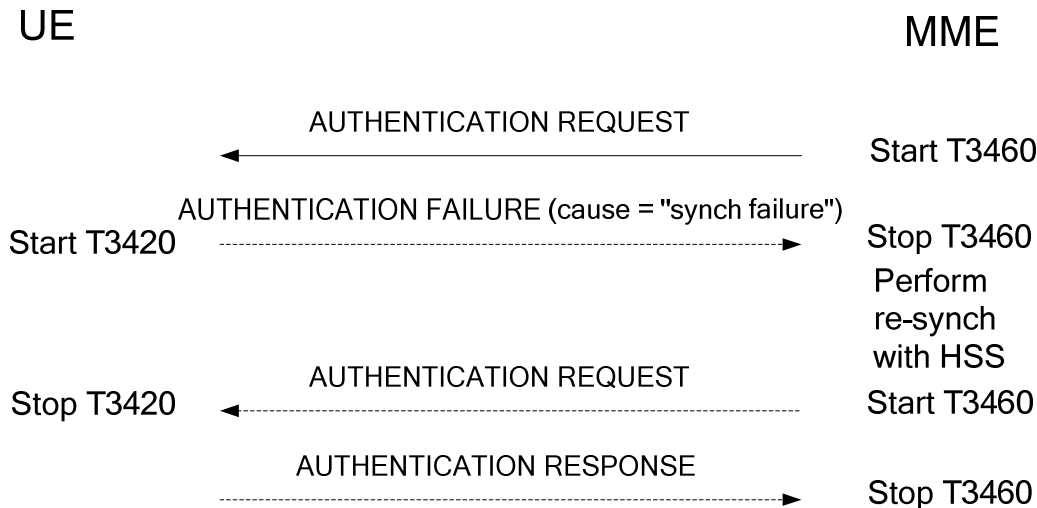 UE
MME
AUTHENTICATION REQUEST
Start T3460
AUTHENTICATION FAILURE (cause = "synch failure")
Start T3420
Stop T3460
Perform
re-synch
with HSS
AUTHENTICATION REQUEST
Stop T3420
Start T3460
AUTHENTICATION RESPONSE
Stop T3460